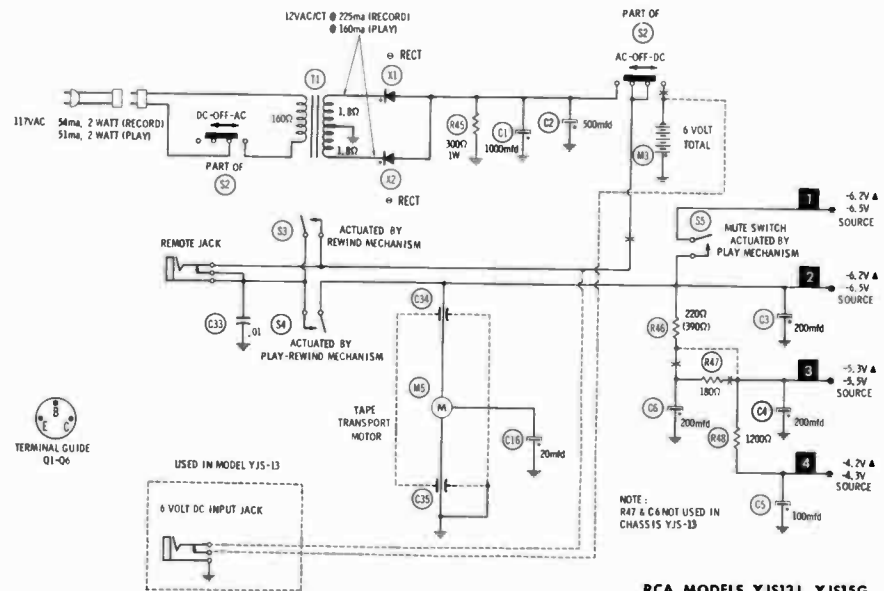 12VAC/CT @ 225ma (RECORD)
@ 160ma (PLAY)
PART OF
S2
AC-OFF-DC
⊖ RECT
X1
T1
117VAC
54ma, 2 WATT (RECORD)
51ma, 2 WATT (PLAY)
DC-OFF-AC
PART OF
S2
160Ω
1.8Ω
1.8Ω
X2
⊖ RECT
R45
300Ω
1W
C1
1000mfd
C2
500mfd
M3
6 VOLT
TOTAL
1
-6.2V ▲
-6.5V
SOURCE
S5
MUTE SWITCH
ACTUATED BY
PLAY MECHANISM
REMOTE JACK
S3
ACTUATED BY
REWIND MECHANISM
2
-6.2V ▲
-6.5V
SOURCE
C33
.01
S4
ACTUATED BY
PLAY-REWIND MECHANISM
C34
R46
220Ω
(390Ω)
C3
200mfd
R47
180Ω
3
-5.3V ▲
-5.5V
SOURCE
TAPE
TRANSPORT
MOTOR
M5
M
C16
20mfd
C6
200mfd
C4
200mfd
R48
1200Ω
4
-4.2V ▲
-4.3V
SOURCE
C5
100mfd
C35
B
E C
TERMINAL GUIDE
Q1-Q6
USED IN MODEL YJS-13
6 VOLT DC INPUT JACK
NOTE:
R47 & C6 NOT USED IN
CHASSIS YJS-13